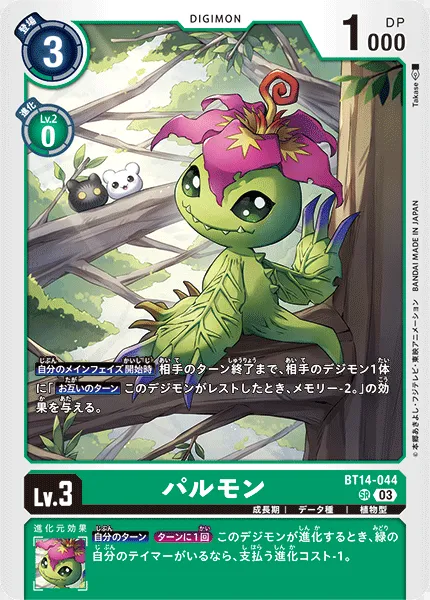 DIGIMON
登場
3
DP
1000
進化
Lv.2
0
Takase
BANDAI MADE IN JAPAN
©本郷あきよし・フジテレビ・東映アニメーション
自分のメインフェイズ開始時 相手のターン終了まで、相手のデジモン1体
に「お互いのターン このデジモンがレストしたとき、メモリー-2。」の効
果を与える。
Lv.3
パルモン
BT14-044
SR 03
成長期 | データ種 | 植物型
進化元効果
自分のターン ターンに1回 このデジモンが進化するとき、緑の
自分のテイマーがいるなら、支払う進化コスト-1。